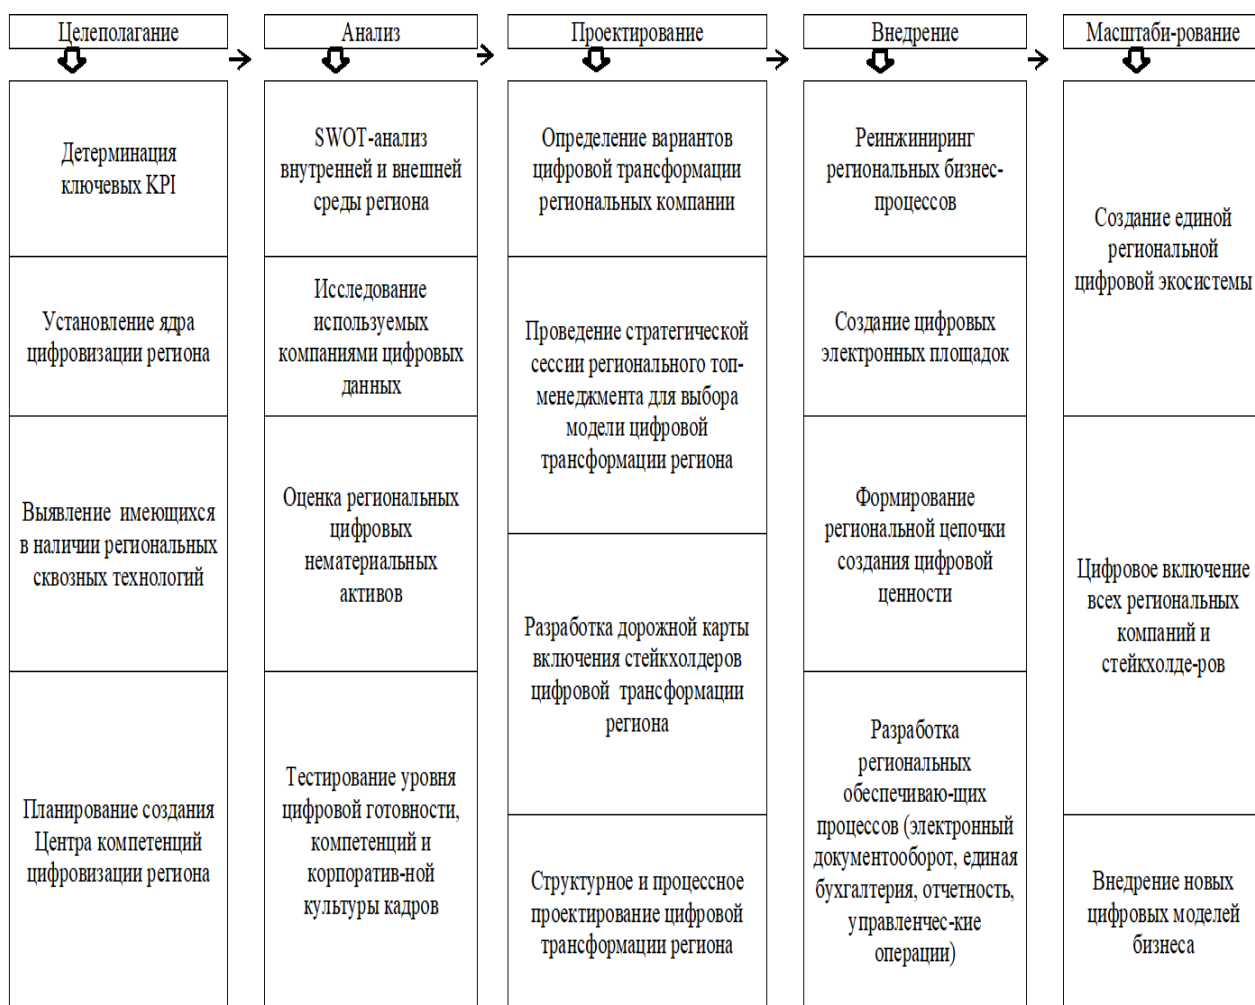 Целеполагание
Детерминация
ключевых KPI
Установление ядра
цифровизации региона
Выявление имеющихся
в наличии региональных
сквозных технологий
Планирование создания
Центра компетенций
цифровизации региона
Анализ
SWOT-анализ
внутренней и внешней
среды региона
Исследование
используемых
компаниями цифровых
данных
Оценка региональных
цифровых
нематериальных
активов
Тестирование уровня
цифровой готовности,
компетенций и
корпоратив-ной
культуры кадров
Проектирование
Определение вариантов
цифровой трансформации
региональных компании
Проведение стратегической
сессии регионального топ-
менеджмента для выбора
модели цифровой
трансформации региона
Разработка дорожной карты
включения стейкхолдеров
цифровой трансформации
региона
Структурное и процессное
проектирование цифровой
трансформации региона
Внедрение
Реинжиниринг
региональных бизнес-
процессов
Создание цифровых
электронных площадок
Формирование
региональной цепочки
создания цифровой
ценности
Разработка
региональных
обеспечиваю-щих
процессов (электронный
документооборот, единая
бухгалтерия, отчетность,
управленчес-кие
операции)
Масштаби-рование
Создание единой
региональной
цифровой экосистемы
Цифровое включение
всех региональных
компаний и
стейкхолде-ров
Внедрение новых
цифровых моделей
бизнеса